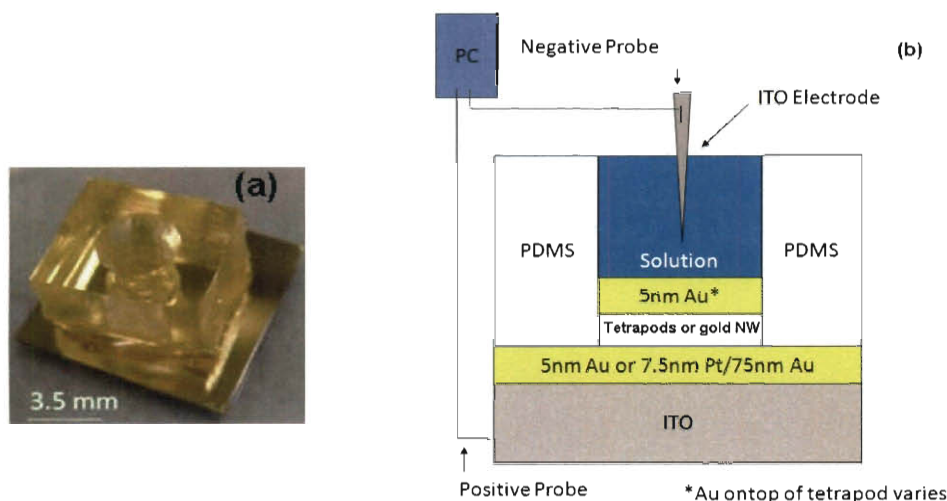 (a)
3.5 mm
PC
Negative Probe
(b)
ITO Electrode
PDMS
Solution
PDMS
5nm Au*
Tetrapods or gold NW
5nm Au or 7.5nm Pt/75nm Au
ITO
Positive Probe
*Au ontop of tetrapod varies